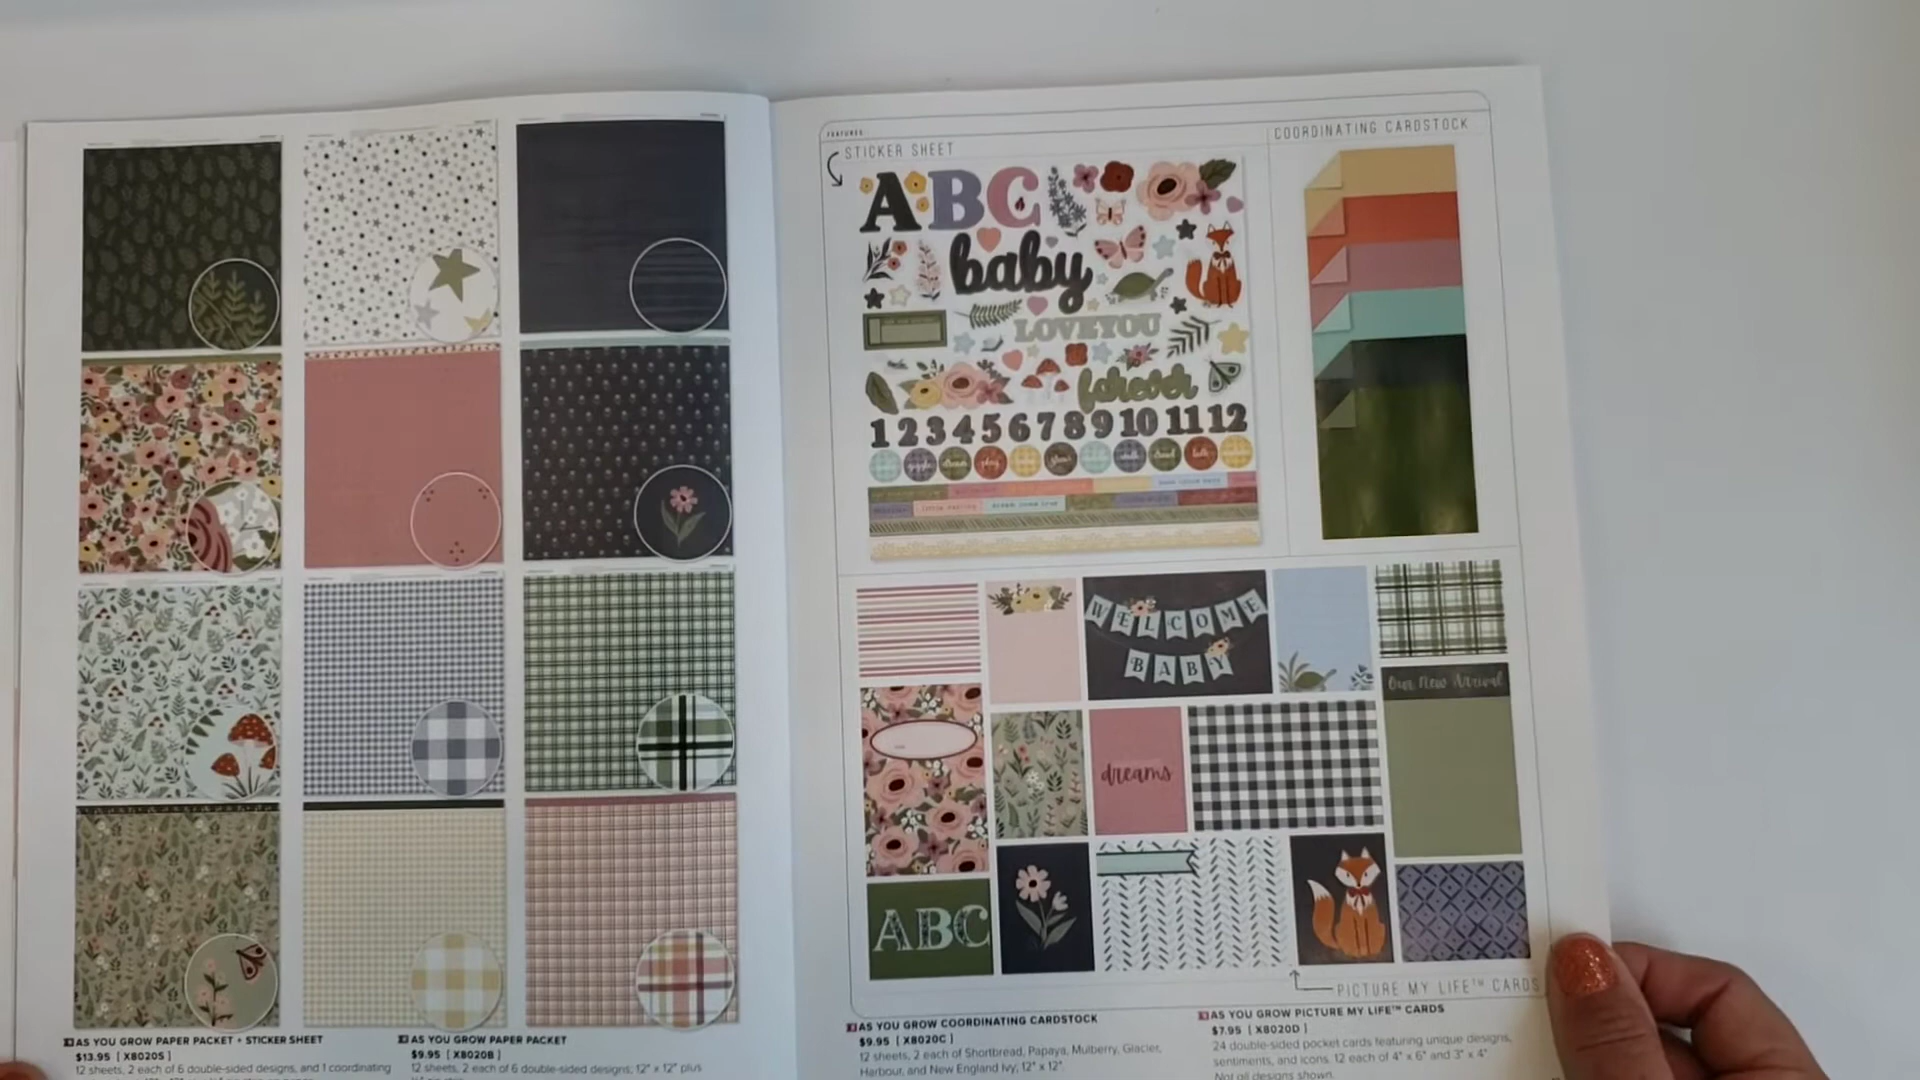 AS YOU GROW PAPER PACKET + STICKER SHEET
$13.95 [ X8020S ]
12 sheets, 2 each of 6 double-sided designs, and 1 coordinating
AS YOU GROW PAPER PACKET
$9.95 [ X8020B ]
12 sheets, 2 each of 6 double-sided designs; 12" x 12" plus
FEATURES:
STICKER SHEET
COORDINATING CARDSTOCK
ABC
baby
LOVE YOU
forever
1 2 3 4 5 6 7 8 9 10 11 12
play
WELCOME
BABY
Our New Arrival
dreams
ABC
PICTURE MY LIFE™ CARDS
AS YOU GROW COORDINATING CARDSTOCK
$9.95 [ X8020C ]
12 sheets, 2 each of Shortbread, Papaya, Mulberry, Glacier,
Harbour, and New England Ivy; 12" x 12"
AS YOU GROW PICTURE MY LIFE™ CARDS
$7.95 [ X8020D ]
24 double-sided pocket cards featuring unique designs,
sentiments, and icons. 12 each of 4" x 6" and 3" x 4"
Not all designs shown.